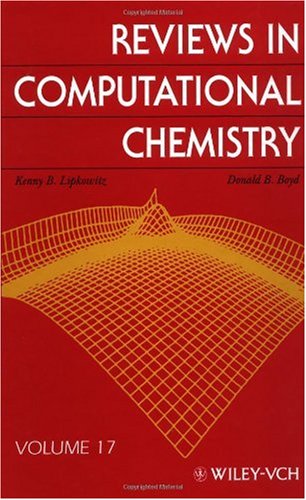 REVIEWS IN
COMPUTATIONAL
CHEMISTRY
Kenny B. Lipkowitz Donald B. Boyd
VOLUME 17
WILEY-VCH